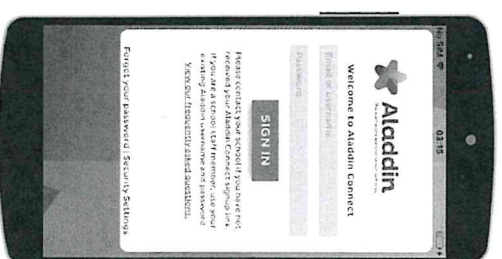 No SIM 03:15
Aladdin
Welcome to Aladdin Connect
Email or username
Password
SIGN IN
Please contact your school if you have not
received your Aladdin Connect signup link.
If you are a school staff member, use your
existing Aladdin username and password
View our frequently asked questions.
Forgot your password | Security Settings